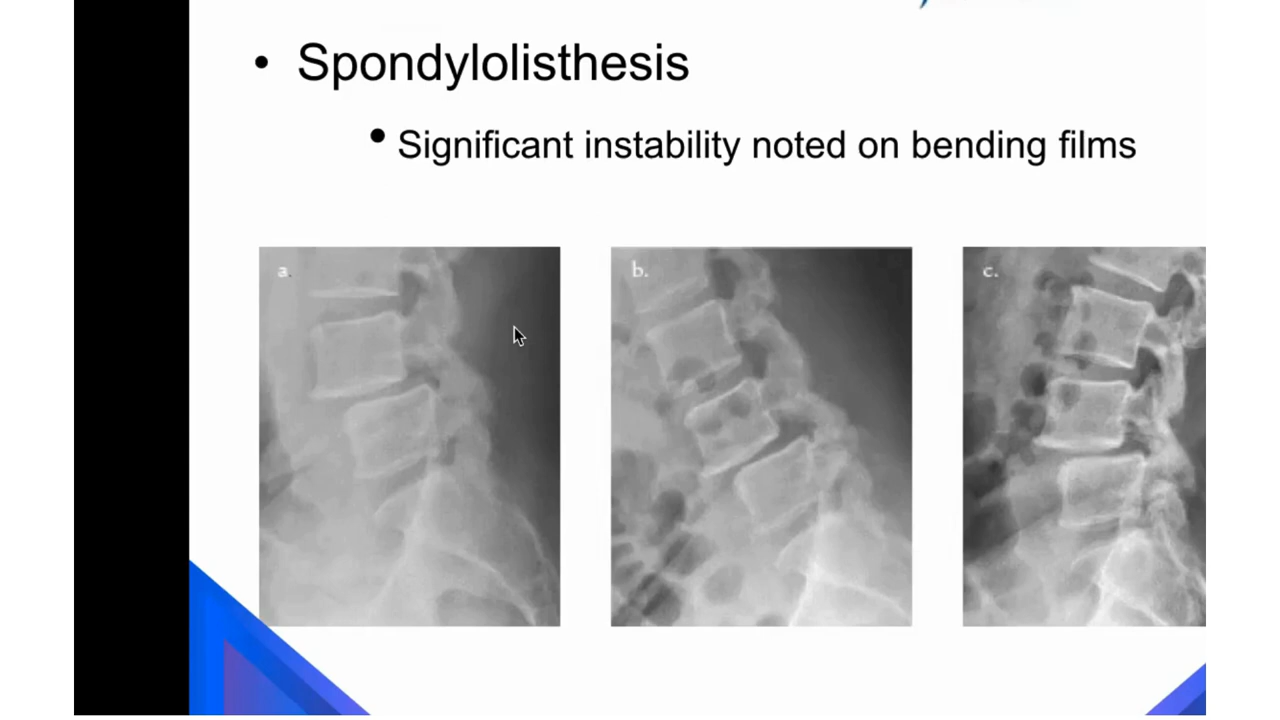 • Spondylolisthesis
• Significant instability noted on bending films
a.
b.
c.